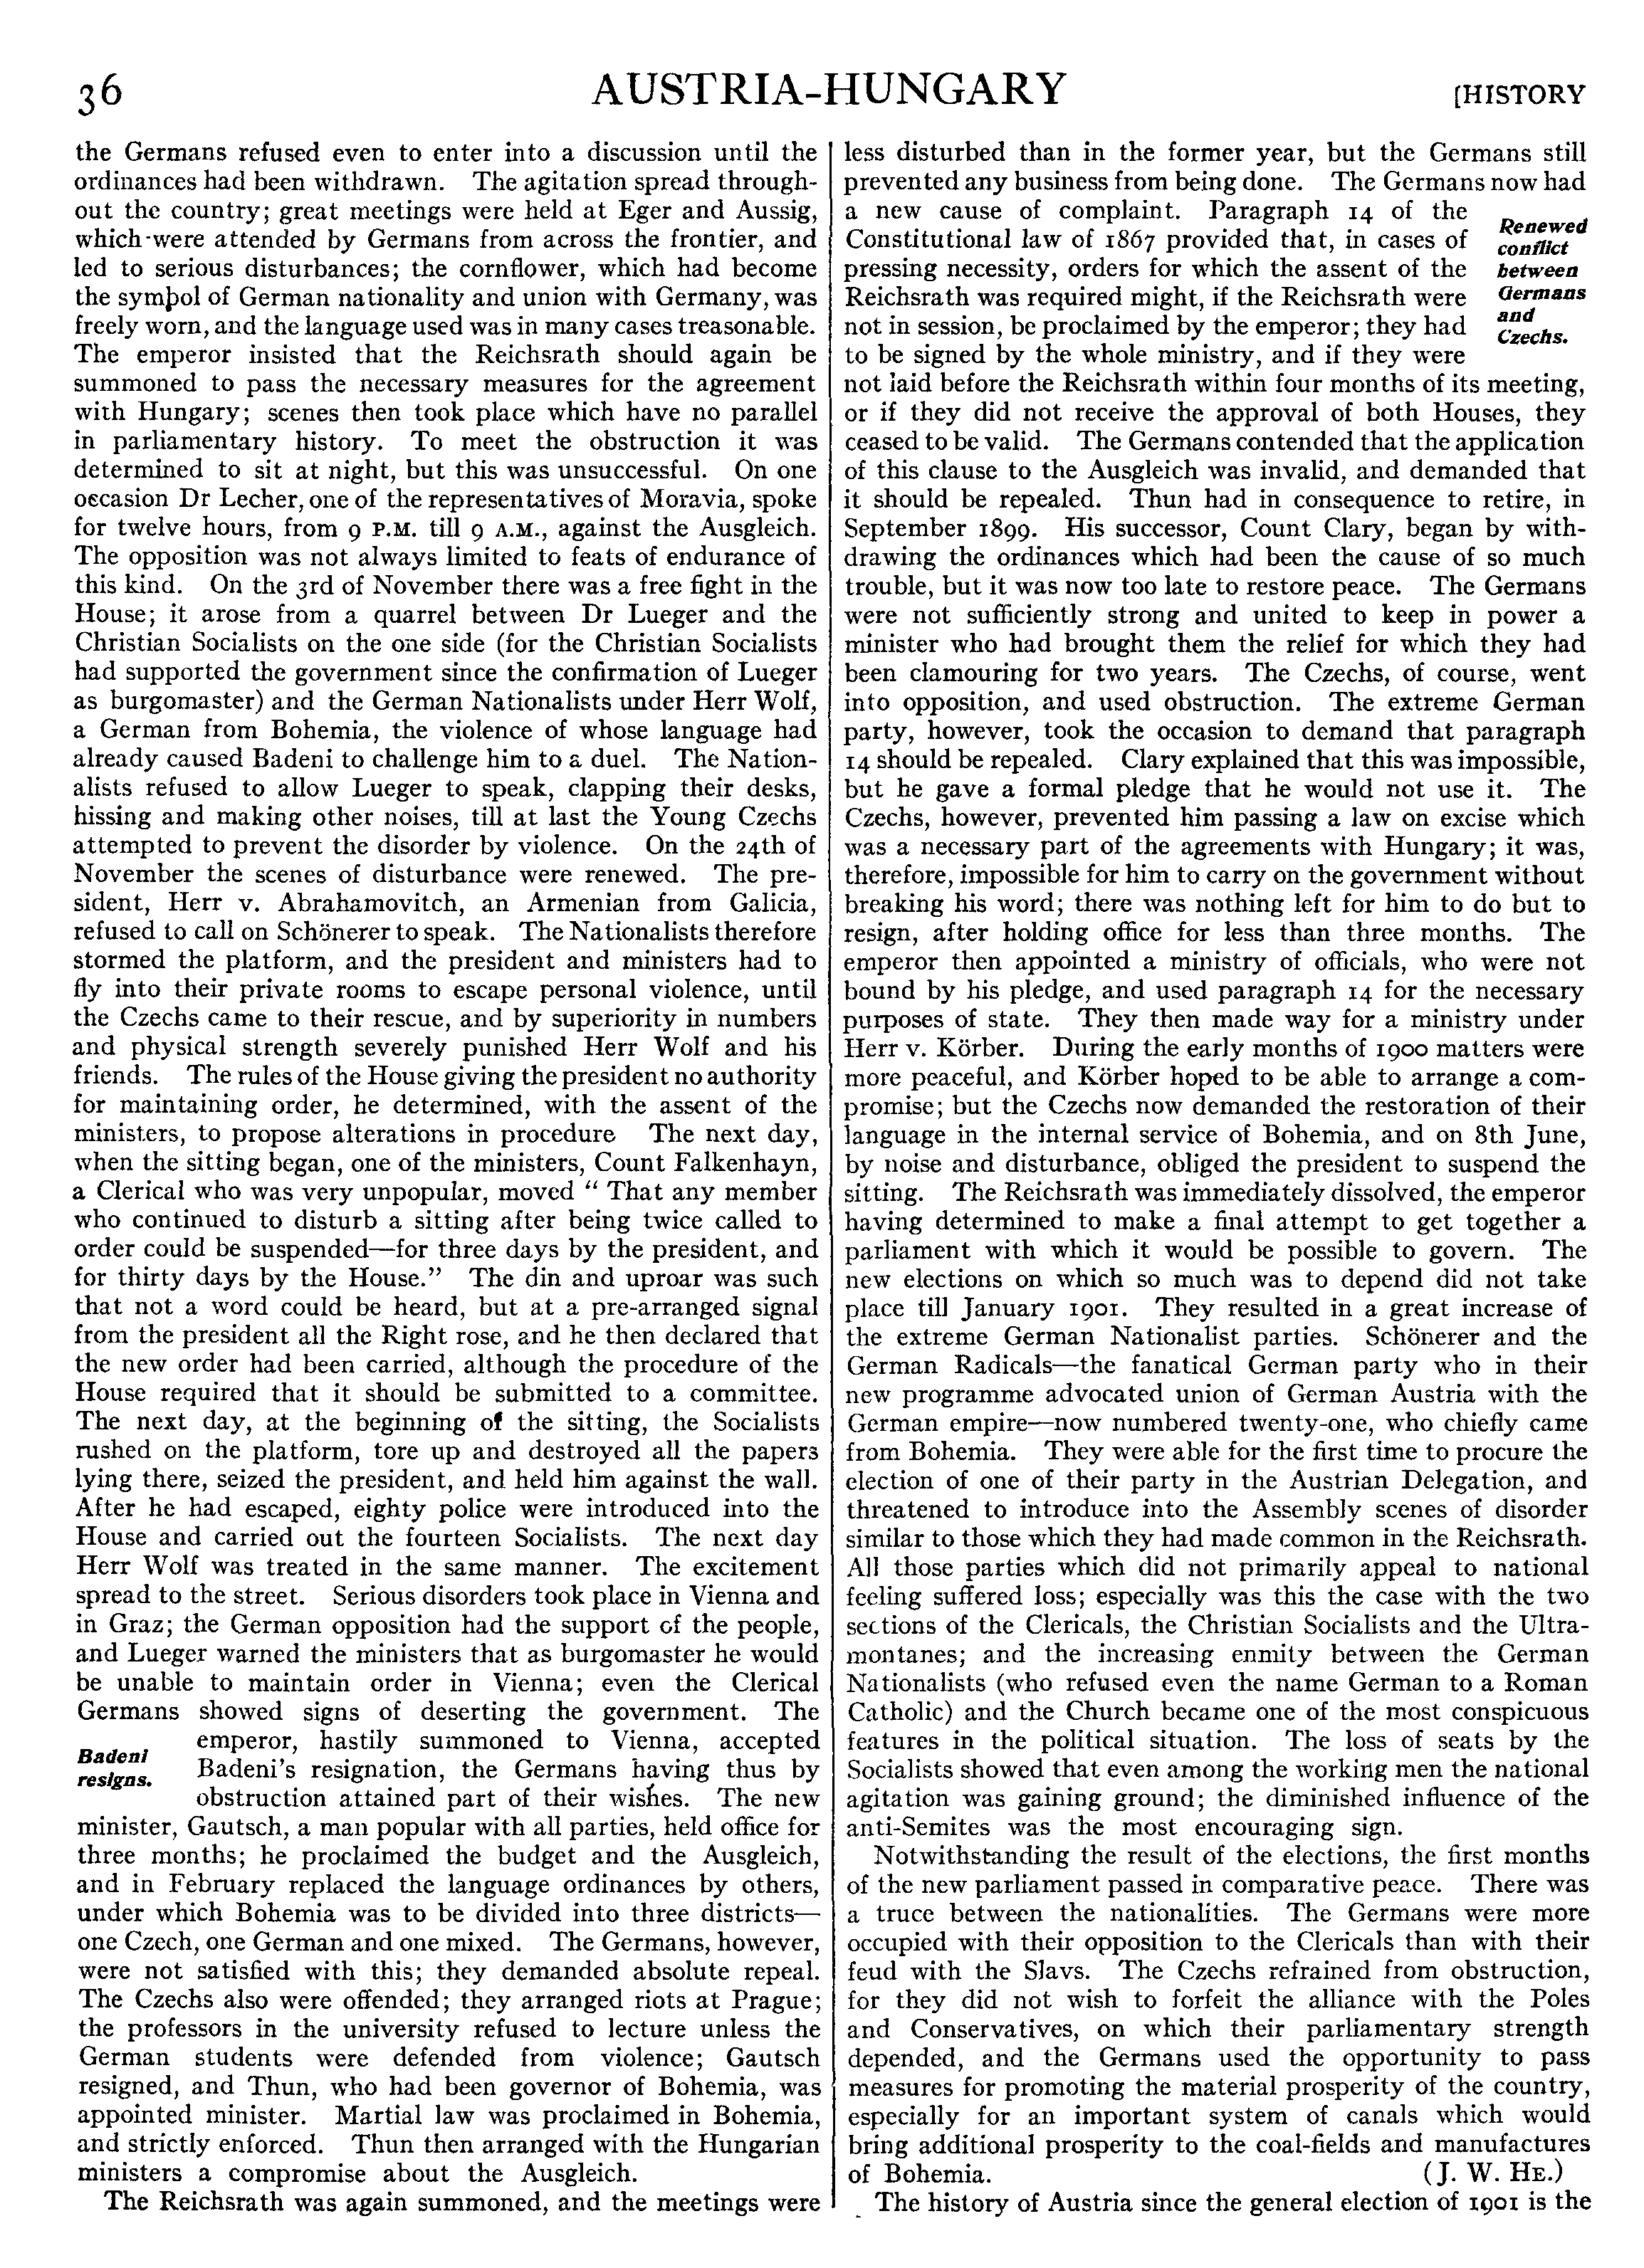 36
AUSTRIA-HUNGARY
[HISTORY
the Germans refused even to enter into a discussion until the
ordinances had been withdrawn. The agitation spread through-
out the country; great meetings were held at Eger and Aussig,
which were attended by Germans from across the frontier, and
led to serious disturbances; the cornflower, which had become
the symbol of German nationality and union with Germany, was
freely worn, and the language used was in many cases treasonable.
The emperor insisted that the Reichsrath should again be
summoned to pass the necessary measures for the agreement
with Hungary; scenes then took place which have no parallel
in parliamentary history. To meet the obstruction it was
determined to sit at night, but this was unsuccessful. On one
occasion Dr Lecher, one of the representatives of Moravia, spoke
for twelve hours, from 9 P.M. till 9 A.M., against the Ausgleich.
The opposition was not always limited to feats of endurance of
this kind. On the 3rd of November there was a free fight in the
House; it arose from a quarrel between Dr Lueger and the
Christian Socialists on the one side (for the Christian Socialists
had supported the government since the confirmation of Lueger
as burgomaster) and the German Nationalists under Herr Wolf,
a German from Bohemia, the violence of whose language had
already caused Badeni to challenge him to a duel. The Nation-
alists refused to allow Lueger to speak, clapping their desks,
hissing and making other noises, till at last the Young Czechs
attempted to prevent the disorder by violence. On the 24th of
November the scenes of disturbance were renewed. The pre-
sident, Herr v. Abrahamovitch, an Armenian from Galicia,
refused to call on Schönerer to speak. The Nationalists therefore
stormed the platform, and the president and ministers had to
fly into their private rooms to escape personal violence, until
the Czechs came to their rescue, and by superiority in numbers
and physical strength severely punished Herr Wolf and his
friends. The rules of the House giving the president no authority
for maintaining order, he determined, with the assent of the
ministers, to propose alterations in procedure The next day,
when the sitting began, one of the ministers, Count Falkenhayn,
a Clerical who was very unpopular, moved “ That any member
who continued to disturb a sitting after being twice called to
order could be suspended—for three days by the president, and
for thirty days by the House.” The din and uproar was such
that not a word could be heard, but at a pre-arranged signal
from the president all the Right rose, and he then declared that
the new order had been carried, although the procedure of the
House required that it should be submitted to a committee.
The next day, at the beginning of the sitting, the Socialists
rushed on the platform, tore up and destroyed all the papers
lying there, seized the president, and held him against the wall.
After he had escaped, eighty police were introduced into the
House and carried out the fourteen Socialists. The next day
Herr Wolf was treated in the same manner. The excitement
spread to the street. Serious disorders took place in Vienna and
in Graz; the German opposition had the support of the people,
and Lueger warned the ministers that as burgomaster he would
be unable to maintain order in Vienna; even the Clerical
Germans showed signs of deserting the government. The
Badeni
resigns.
emperor, hastily summoned to Vienna, accepted
Badeni's resignation, the Germans having thus by
obstruction attained part of their wishes. The new
minister, Gautsch, a man popular with all parties, held office for
three months; he proclaimed the budget and the Ausgleich,
and in February replaced the language ordinances by others,
under which Bohemia was to be divided into three districts—
one Czech, one German and one mixed. The Germans, however,
were not satisfied with this; they demanded absolute repeal.
The Czechs also were offended; they arranged riots at Prague;
the professors in the university refused to lecture unless the
German students were defended from violence; Gautsch
resigned, and Thun, who had been governor of Bohemia, was
appointed minister. Martial law was proclaimed in Bohemia,
and strictly enforced. Thun then arranged with the Hungarian
ministers a compromise about the Ausgleich.
The Reichsrath was again summoned, and the meetings were
less disturbed than in the former year, but the Germans still
prevented any business from being done. The Germans now had
a new cause of complaint. Paragraph 14 of the
Constitutional law of 1867 provided that, in cases of
pressing necessity, orders for which the assent of the
Reichsrath was required might, if the Reichsrath were
not in session, be proclaimed by the emperor; they had
to be signed by the whole ministry, and if they were
Renewed
conflict
between
Germans
and
Czechs.
not laid before the Reichsrath within four months of its meeting,
or if they did not receive the approval of both Houses, they
ceased to be valid. The Germans contended that the application
of this clause to the Ausgleich was invalid, and demanded that
it should be repealed. Thun had in consequence to retire, in
September 1899. His successor, Count Clary, began by with-
drawing the ordinances which had been the cause of so much
trouble, but it was now too late to restore peace. The Germans
were not sufficiently strong and united to keep in power a
minister who had brought them the relief for which they had
been clamouring for two years. The Czechs, of course, went
into opposition, and used obstruction. The extreme German
party, however, took the occasion to demand that paragraph
14 should be repealed. Clary explained that this was impossible,
but he gave a formal pledge that he would not use it. The
Czechs, however, prevented him passing a law on excise which
was a necessary part of the agreements with Hungary; it was,
therefore, impossible for him to carry on the government without
breaking his word; there was nothing left for him to do but to
resign, after holding office for less than three months. The
emperor then appointed a ministry of officials, who were not
bound by his pledge, and used paragraph 14 for the necessary
purposes of state. They then made way for a ministry under
Herr v. Körber. During the early months of 1900 matters were
more peaceful, and Körber hoped to be able to arrange a com-
promise; but the Czechs now demanded the restoration of their
language in the internal service of Bohemia, and on 8th June,
by noise and disturbance, obliged the president to suspend the
sitting. The Reichsrath was immediately dissolved, the emperor
having determined to make a final attempt to get together a
parliament with which it would be possible to govern. The
new elections on which so much was to depend did not take
place till January 1901. They resulted in a great increase of
the extreme German Nationalist parties. Schönerer and the
German Radicals—the fanatical German party who in their
new programme advocated union of German Austria with the
German empire—now numbered twenty-one, who chiefly came
from Bohemia. They were able for the first time to procure the
election of one of their party in the Austrian Delegation, and
threatened to introduce into the Assembly scenes of disorder
similar to those which they had made common in the Reichsrath.
All those parties which did not primarily appeal to national
feeling suffered loss; especially was this the case with the two
sections of the Clericals, the Christian Socialists and the Ultra-
montanes; and the increasing enmity between the German
Nationalists (who refused even the name German to a Roman
Catholic) and the Church became one of the most conspicuous
features in the political situation. The loss of seats by the
Socialists showed that even among the working men the national
agitation was gaining ground; the diminished influence of the
anti-Semites was the most encouraging sign.
Notwithstanding the result of the elections, the first months
of the new parliament passed in comparative peace. There was
a truce between the nationalities. The Germans were more
occupied with their opposition to the Clericals than with their
feud with the Slavs. The Czechs refrained from obstruction,
for they did not wish to forfeit the alliance with the Poles
and Conservatives, on which their parliamentary strength
depended, and the Germans used the opportunity to pass
measures for promoting the material prosperity of the country,
especially for an important system of canals which would
bring additional prosperity to the coal-fields and manufactures
of Bohemia. (J. W. HE.)
The history of Austria since the general election of 1901 is the